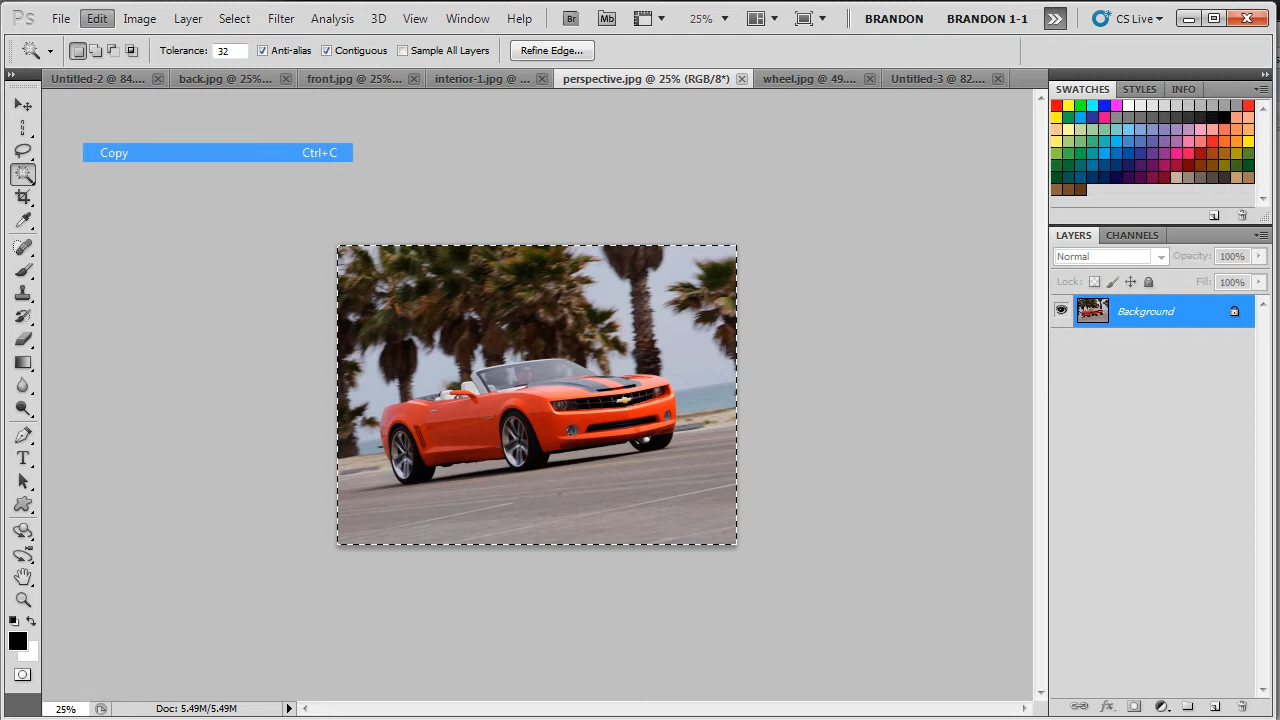 Ps File Edit Image Layer Select Filter Analysis 3D View Window Help Br Mb 25% BRANDON BRANDON 1-1 CS Live
Tolerance: 32 Anti-alias Contiguous Sample All Layers Refine Edge...
Untitled-2 @ 84.... back.jpg @ 25%... front.jpg @ 25%... interior-1.jpg @ ... perspective.jpg @ 25% (RGB/8*) wheel.jpg @ 49.... Untitled-3 @ 82....
SWATCHES STYLES INFO
Copy Ctrl+C
LAYERS CHANNELS
Normal Opacity: 100%
Lock: Fill: 100%
Background
T
25% Doc: 5.49M/5.49M
fx